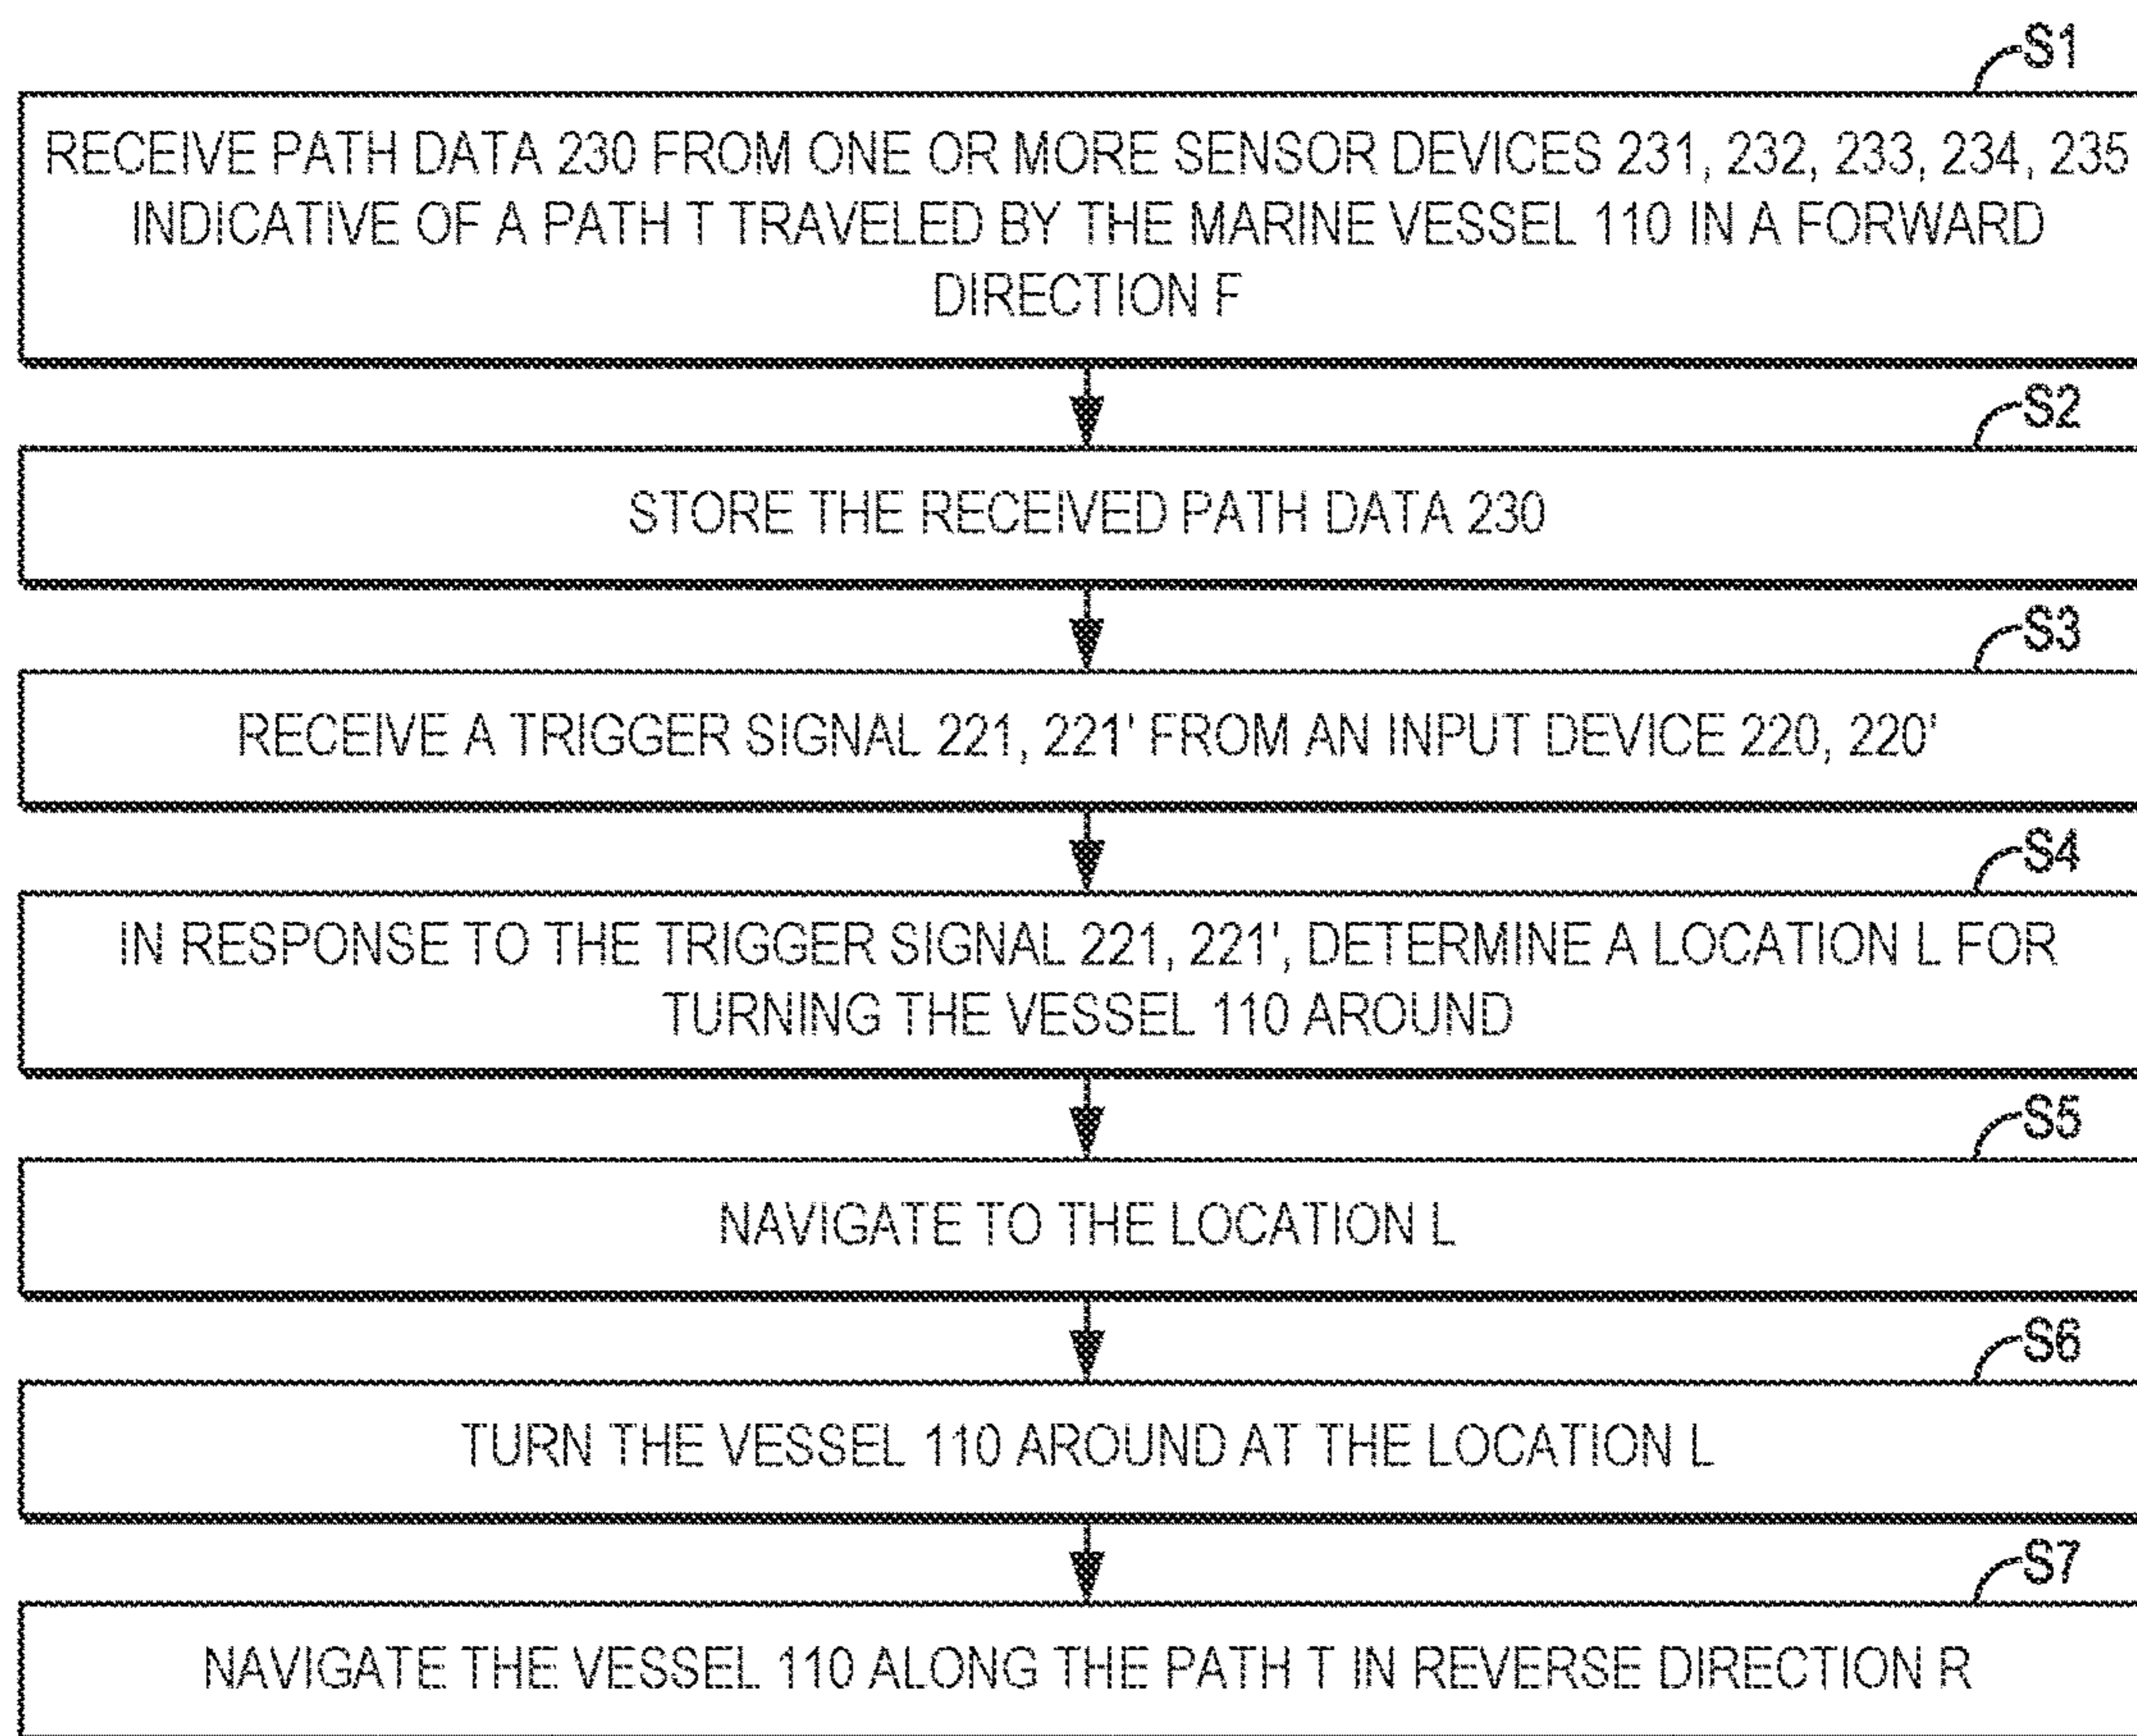 S1
RECEIVE PATH DATA 230 FROM ONE OR MORE SENSOR DEVICES 231, 232, 233, 234, 235
INDICATIVE OF A PATH T TRAVELED BY THE MARINE VESSEL 110 IN A FORWARD
DIRECTION F
S2
STORE THE RECEIVED PATH DATA 230
S3
RECEIVE A TRIGGER SIGNAL 221, 221' FROM AN INPUT DEVICE 220, 220'
S4
IN RESPONSE TO THE TRIGGER SIGNAL 221, 221', DETERMINE A LOCATION L FOR
TURNING THE VESSEL 110 AROUND
S5
NAVIGATE TO THE LOCATION L
S6
TURN THE VESSEL 110 AROUND AT THE LOCATION L
S7
NAVIGATE THE VESSEL 110 ALONG THE PATH T IN REVERSE DIRECTION R